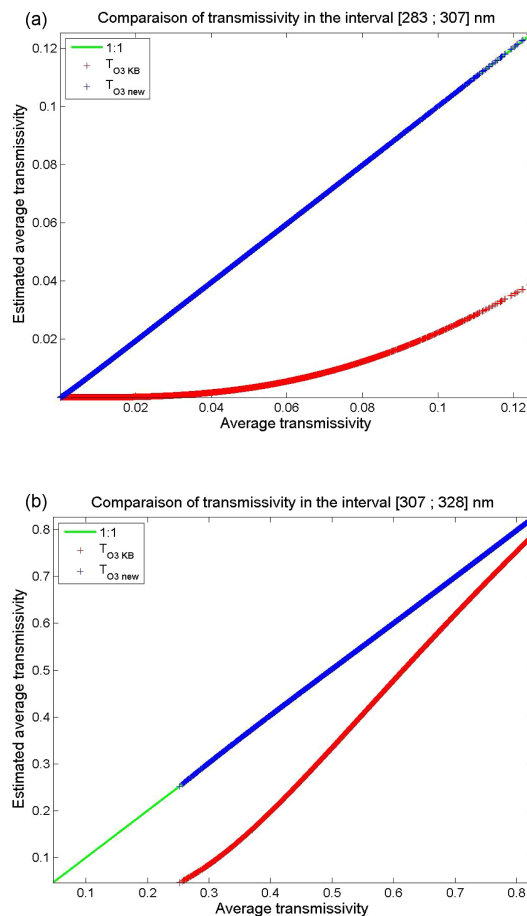 (a)
Comparaison of transmissivity in the interval [283 ; 307] nm
1:1
T O3 KB
T O3 new
0.12
0.1
0.08
0.06
0.04
0.02
Estimated average transmissivity
0.02 0.04 0.06 0.08 0.1 0.12
Average transmissivity
(b)
Comparaison of transmissivity in the interval [307 ; 328] nm
1:1
T O3 KB
T O3 new
0.8
0.7
0.6
0.5
0.4
0.3
0.2
0.1
Estimated average transmissivity
0.1 0.2 0.3 0.4 0.5 0.6 0.7 0.8
Average transmissivity